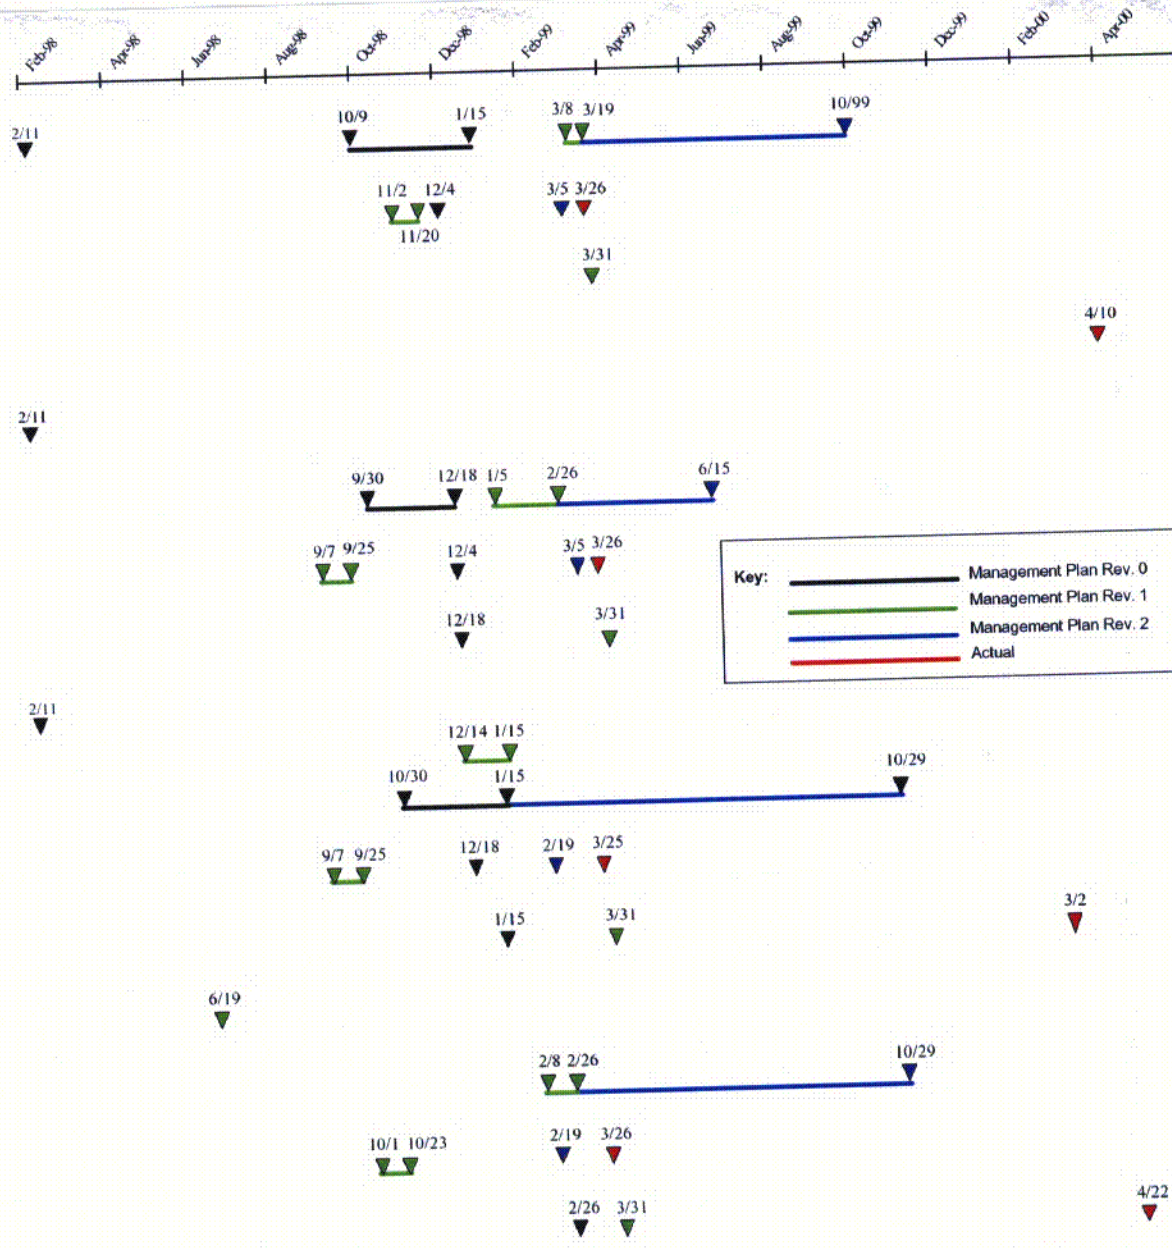 Feb-98 Apr-98 Jun-98 Aug-98 Oct-98 Dec-98 Feb-99 Apr-99 Jun-99 Aug-99 Oct-99 Dec-99 Feb-00 Apr-00
2/11 10/9 1/15 3/8 3/19 10/99
11/2 12/4 3/5 3/26
11/20
3/31
4/10
2/11
9/30 12/18 1/5 2/26 6/15
9/7 9/25 12/4 3/5 3/26
12/18 3/31
Key:
Management Plan Rev. 0
Management Plan Rev. 1
Management Plan Rev. 2
Actual
2/11
12/14 1/15
10/30 1/15 10/29
9/7 9/25 12/18 2/19 3/25
1/15 3/31 3/2
6/19
2/8 2/26 10/29
10/1 10/23 2/19 3/26
2/26 3/31 4/22